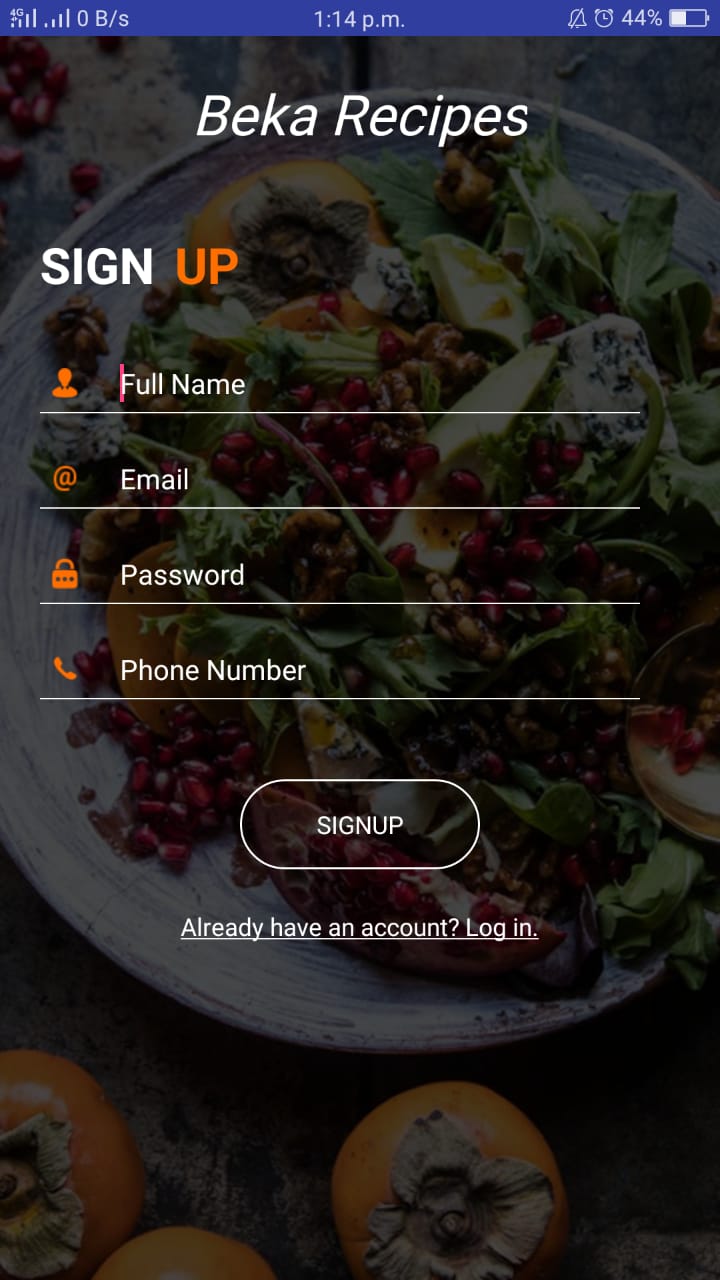 4G 0 B/s 1:14 p.m. 44%
Beka Recipes
SIGN UP
Full Name
@ Email
Password
Phone Number
SIGNUP
Already have an account? Log in.